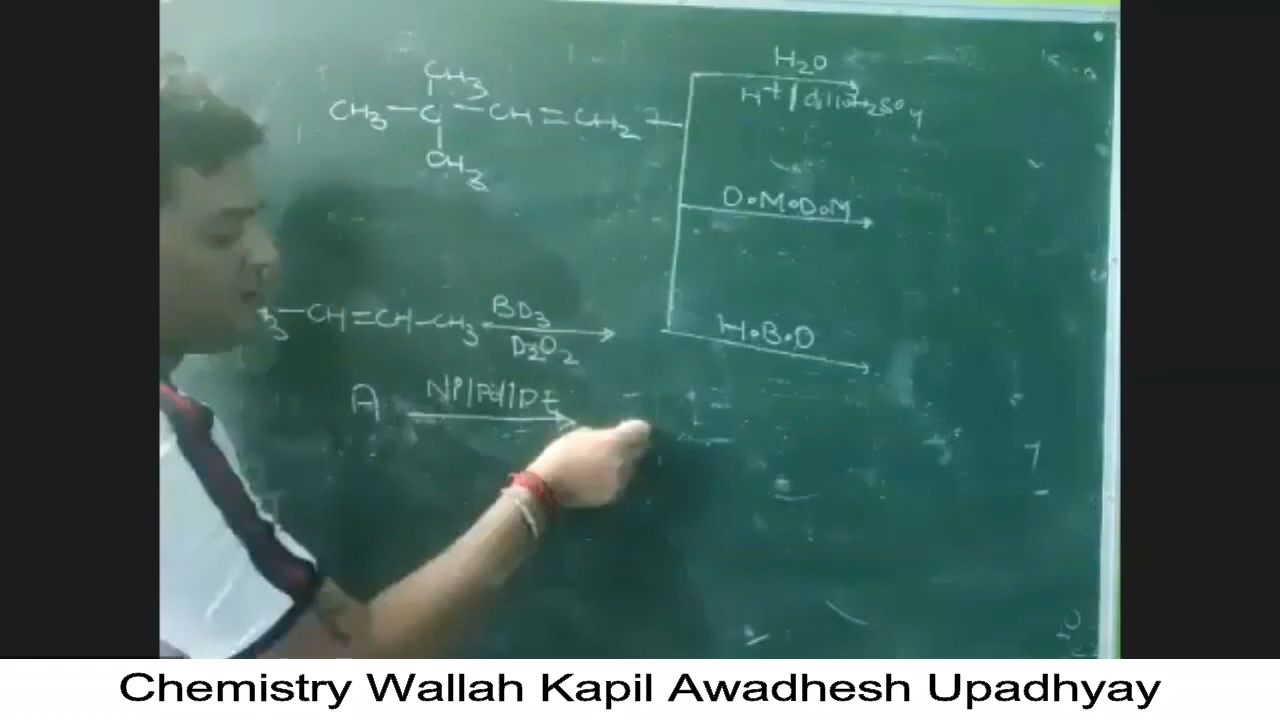 CH3
CH3-C-CH=CH2
CH3
H2O
H+/dil H2SO4
O.M.D.M
H.B.O
3-CH=CH-CH3
BD3
D2O2
A Ni/Pd/Pt
Chemistry Wallah Kapil Awadhesh Upadhyay